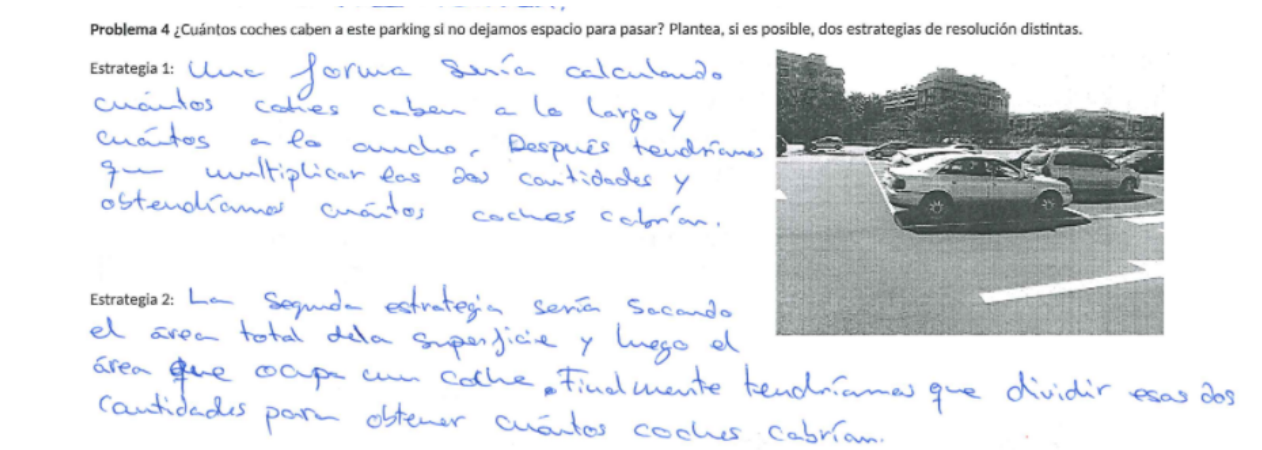 Problema 4 ¿Cuántos coches caben a este parking si no dejamos espacio para pasar? Plantea, si es posible, dos estrategias de resolución distintas.
Estrategia 1: Una forma sería calculando
cuántos coches caben a lo largo y
cuántos a lo ancho. Después tendríamos
que multiplicar las dos cantidades y
obtendríamos cuántos coches cabrían.
Estrategia 2: La segunda estrategia sería sacando
el área total dela superficie y luego el
área que ocupa un coche. Finalmente tendríamos que dividir esas dos
cantidades para obtener cuántos coches cabrían.